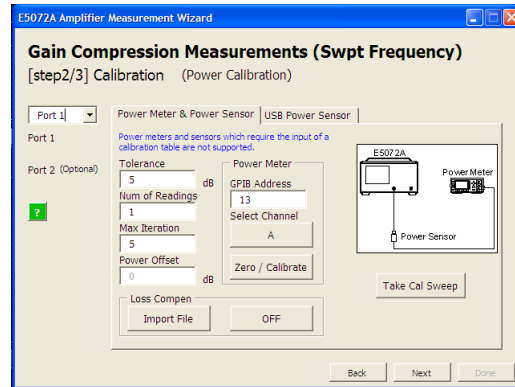 E5072A Amplifier Measurement Wizard
Gain Compression Measurements (Swpt Frequency)
[step2/3] Calibration (Power Calibration)
Port 1
Port 1
Port 2 (Optional)
?
Power Meter & Power Sensor
USB Power Sensor
Power meters and sensors which require the input of a
calibration table are not supported.
Tolerance
5 dB
Num of Readings
1
Max Iteration
5
Power Offset
0 dB
Power Meter
GPIB Address
13
Select Channel
A
Zero / Calibrate
Loss Compen
Import File
OFF
E5072A
Power Meter
Power Sensor
Take Cal Sweep
Back
Next
Done